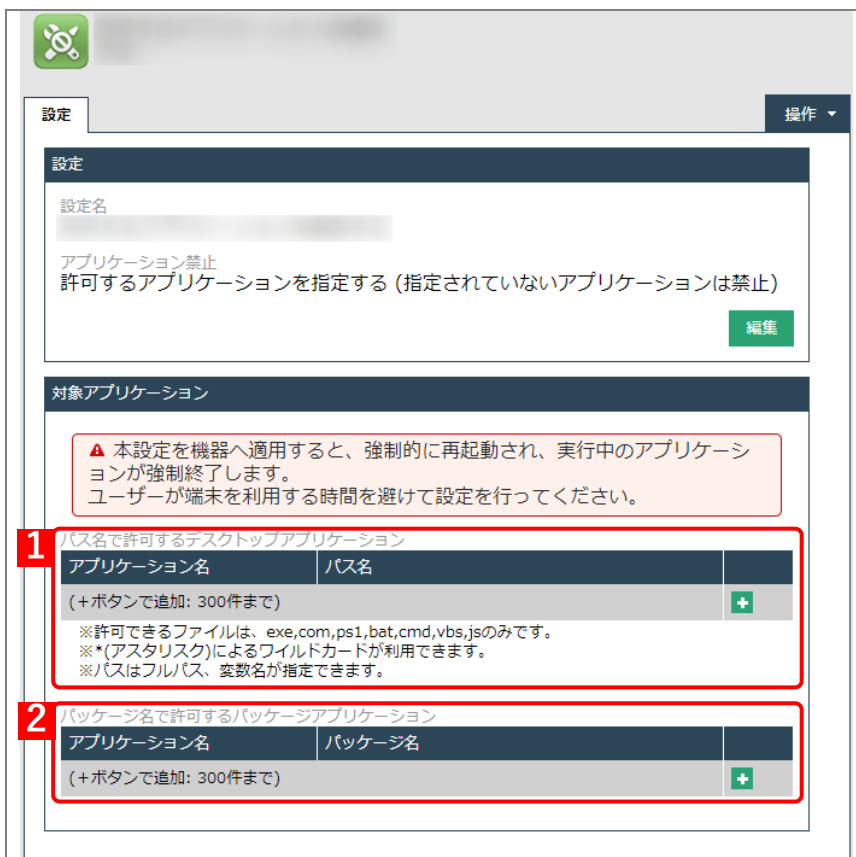 設定
操作
設定
設定名
アプリケーション禁止
許可するアプリケーションを指定する (指定されていないアプリケーションは禁止)
編集
対象アプリケーション
本設定を機器へ適用すると、強制的に再起動され、実行中のアプリケーシ
ョンが強制終了します。
ユーザーが端末を利用する時間を避けて設定を行ってください。
1
パス名で許可するデスクトップアプリケーション
アプリケーション名 パス名
(+ボタンで追加: 300件まで)
※許可できるファイルは、exe,com,ps1,bat,cmd,vbs,jsのみです。
※*(アスタリスク)によるワイルドカードが利用できます。
※パスはフルパス、変数名が指定できます。
2
パッケージ名で許可するパッケージアプリケーション
アプリケーション名 パッケージ名
(+ボタンで追加: 300件まで)